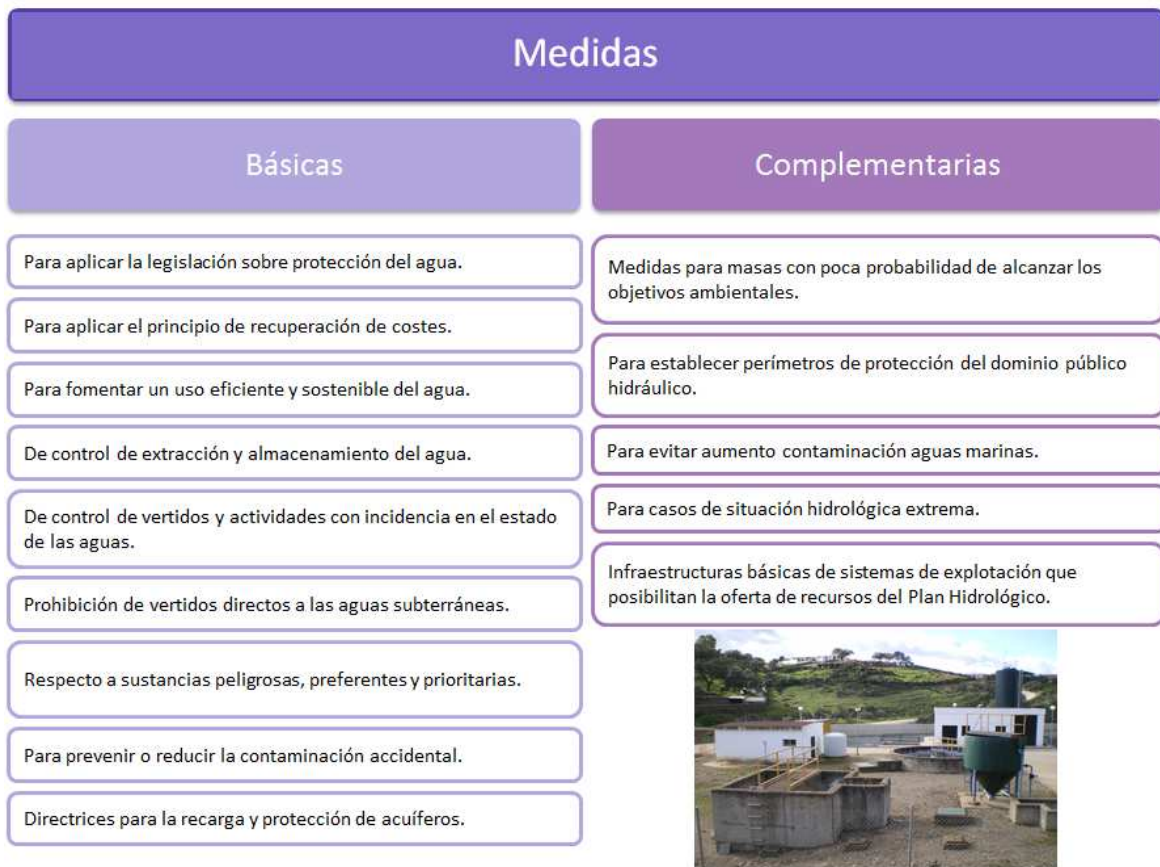 Medidas
Básicas
Para aplicar la legislación sobre protección del agua.
Para aplicar el principio de recuperación de costes.
Para fomentar un uso eficiente y sostenible del agua.
De control de extracción y almacenamiento del agua.
De control de vertidos y actividades con incidencia en el estado
de las aguas.
Prohibición de vertidos directos a las aguas subterráneas.
Respecto a sustancias peligrosas, preferentes y prioritarias.
Para prevenir o reducir la contaminación accidental.
Directrices para la recarga y protección de acuíferos.
Complementarias
Medidas para masas con poca probabilidad de alcanzar los
objetivos ambientales.
Para establecer perímetros de protección del dominio público
hidráulico.
Para evitar aumento contaminación aguas marinas.
Para casos de situación hidrológica extrema.
Infraestructuras básicas de sistemas de explotación que
posibilitan la oferta de recursos del Plan Hidrológico.